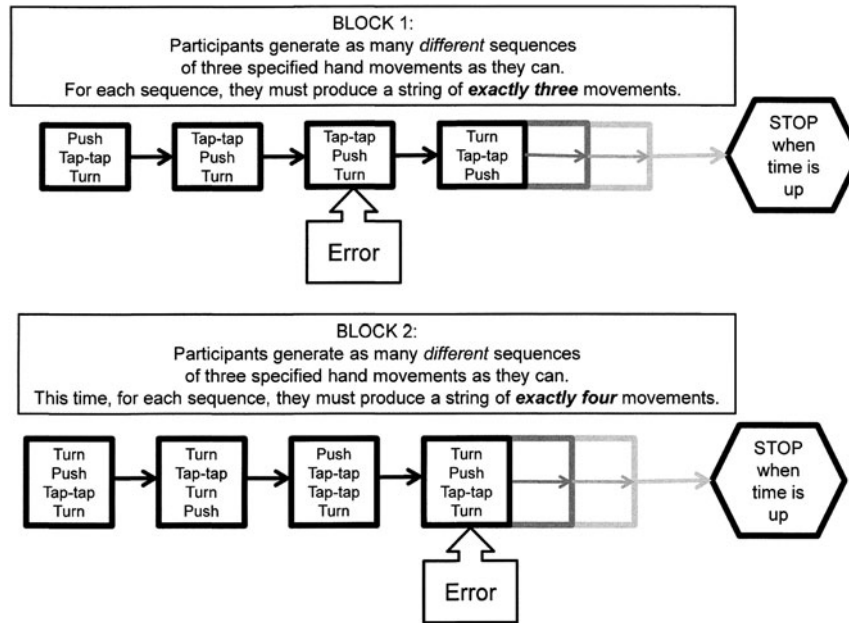 BLOCK 1:
Participants generate as many different sequences
of three specified hand movements as they can.
For each sequence, they must produce a string of exactly three movements.
Push
Tap-tap
Turn
Tap-tap
Push
Turn
Tap-tap
Push
Turn
Turn
Tap-tap
Push
STOP
when
time is
up
Error
BLOCK 2:
Participants generate as many different sequences
of three specified hand movements as they can.
This time, for each sequence, they must produce a string of exactly four movements.
Turn
Push
Tap-tap
Turn
Turn
Tap-tap
Turn
Push
Push
Tap-tap
Tap-tap
Turn
Turn
Push
Tap-tap
Turn
STOP
when
time is
up
Error